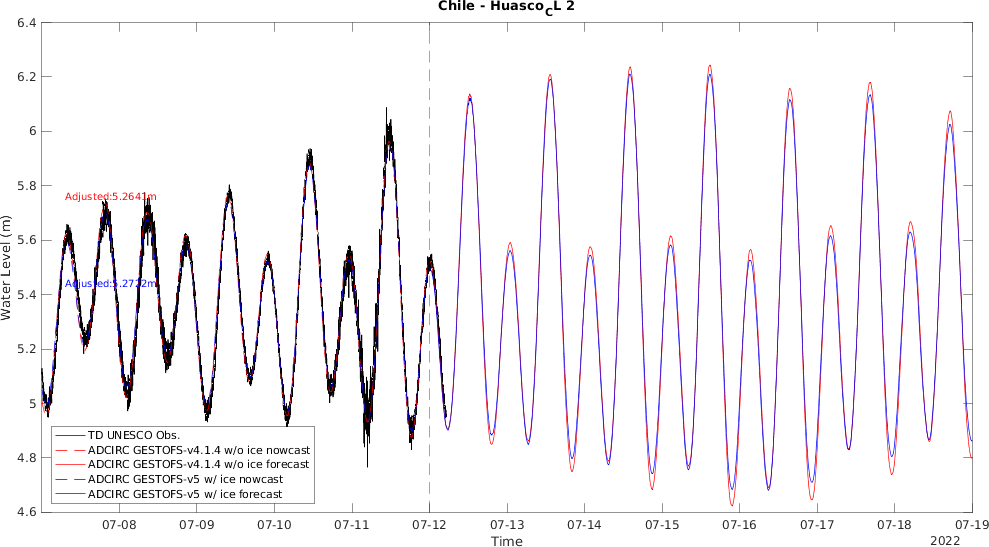 Chile - Huasco_CL 2
6.4
6.2
6
5.8
5.6
5.4
5.2
5
4.8
4.6
Water Level (m)
Adjusted:5.2641m
Adjusted:5.2722m
TD UNESCO Obs.
ADCIRC GESTOFS-v4.1.4 w/o ice nowcast
ADCIRC GESTOFS-v4.1.4 w/o ice forecast
ADCIRC GESTOFS-v5 w/ ice nowcast
ADCIRC GESTOFS-v5 w/ ice forecast
07-08 07-09 07-10 07-11 07-12 07-13 07-14 07-15 07-16 07-17 07-18 07-19
Time
2022